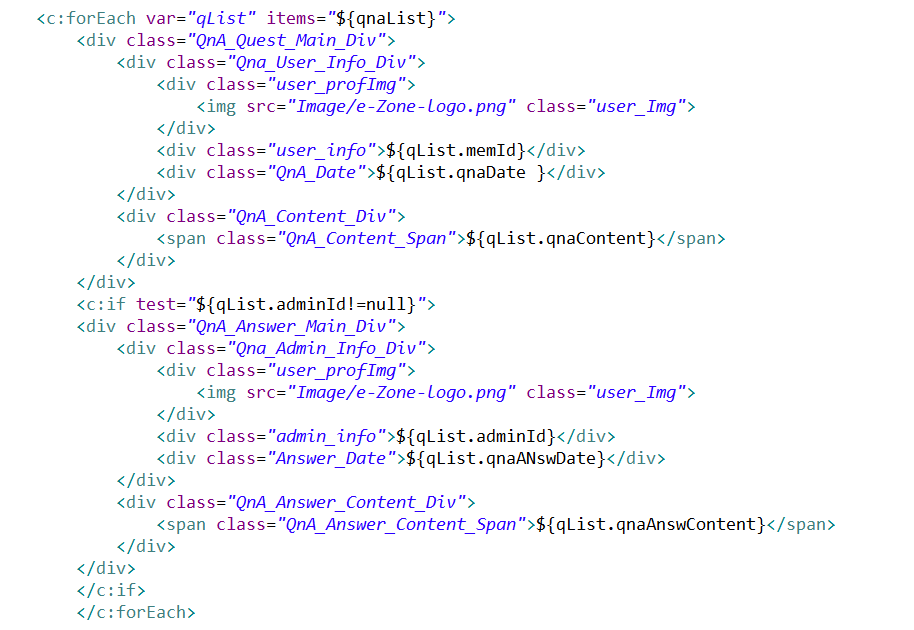 <c:forEach var="qList" items="${qnaList}">
<div class="QnA_Quest_Main_Div">
<div class="Qna_User_Info_Div">
<div class="user_profImg">
<img src="Image/e-Zone-logo.png" class="user_Img">
</div>
<div class="user_info">${qList.memId}</div>
<div class="QnA_Date">${qList.qnaDate }</div>
</div>
<div class="QnA_Content_Div">
<span class="QnA_Content_Span">${qList.qnaContent}</span>
</div>
</div>
<c:if test="${qList.adminId!=null}">
<div class="QnA_Answer_Main_Div">
<div class="Qna_Admin_Info_Div">
<div class="user_profImg">
<img src="Image/e-Zone-logo.png" class="user_Img">
</div>
<div class="admin_info">${qList.adminId}</div>
<div class="Answer_Date">${qList.qnaANswDate}</div>
</div>
<div class="QnA_Answer_Content_Div">
<span class="QnA_Answer_Content_Span">${qList.qnaAnswContent}</span>
</div>
</div>
</c:if>
</c:forEach>